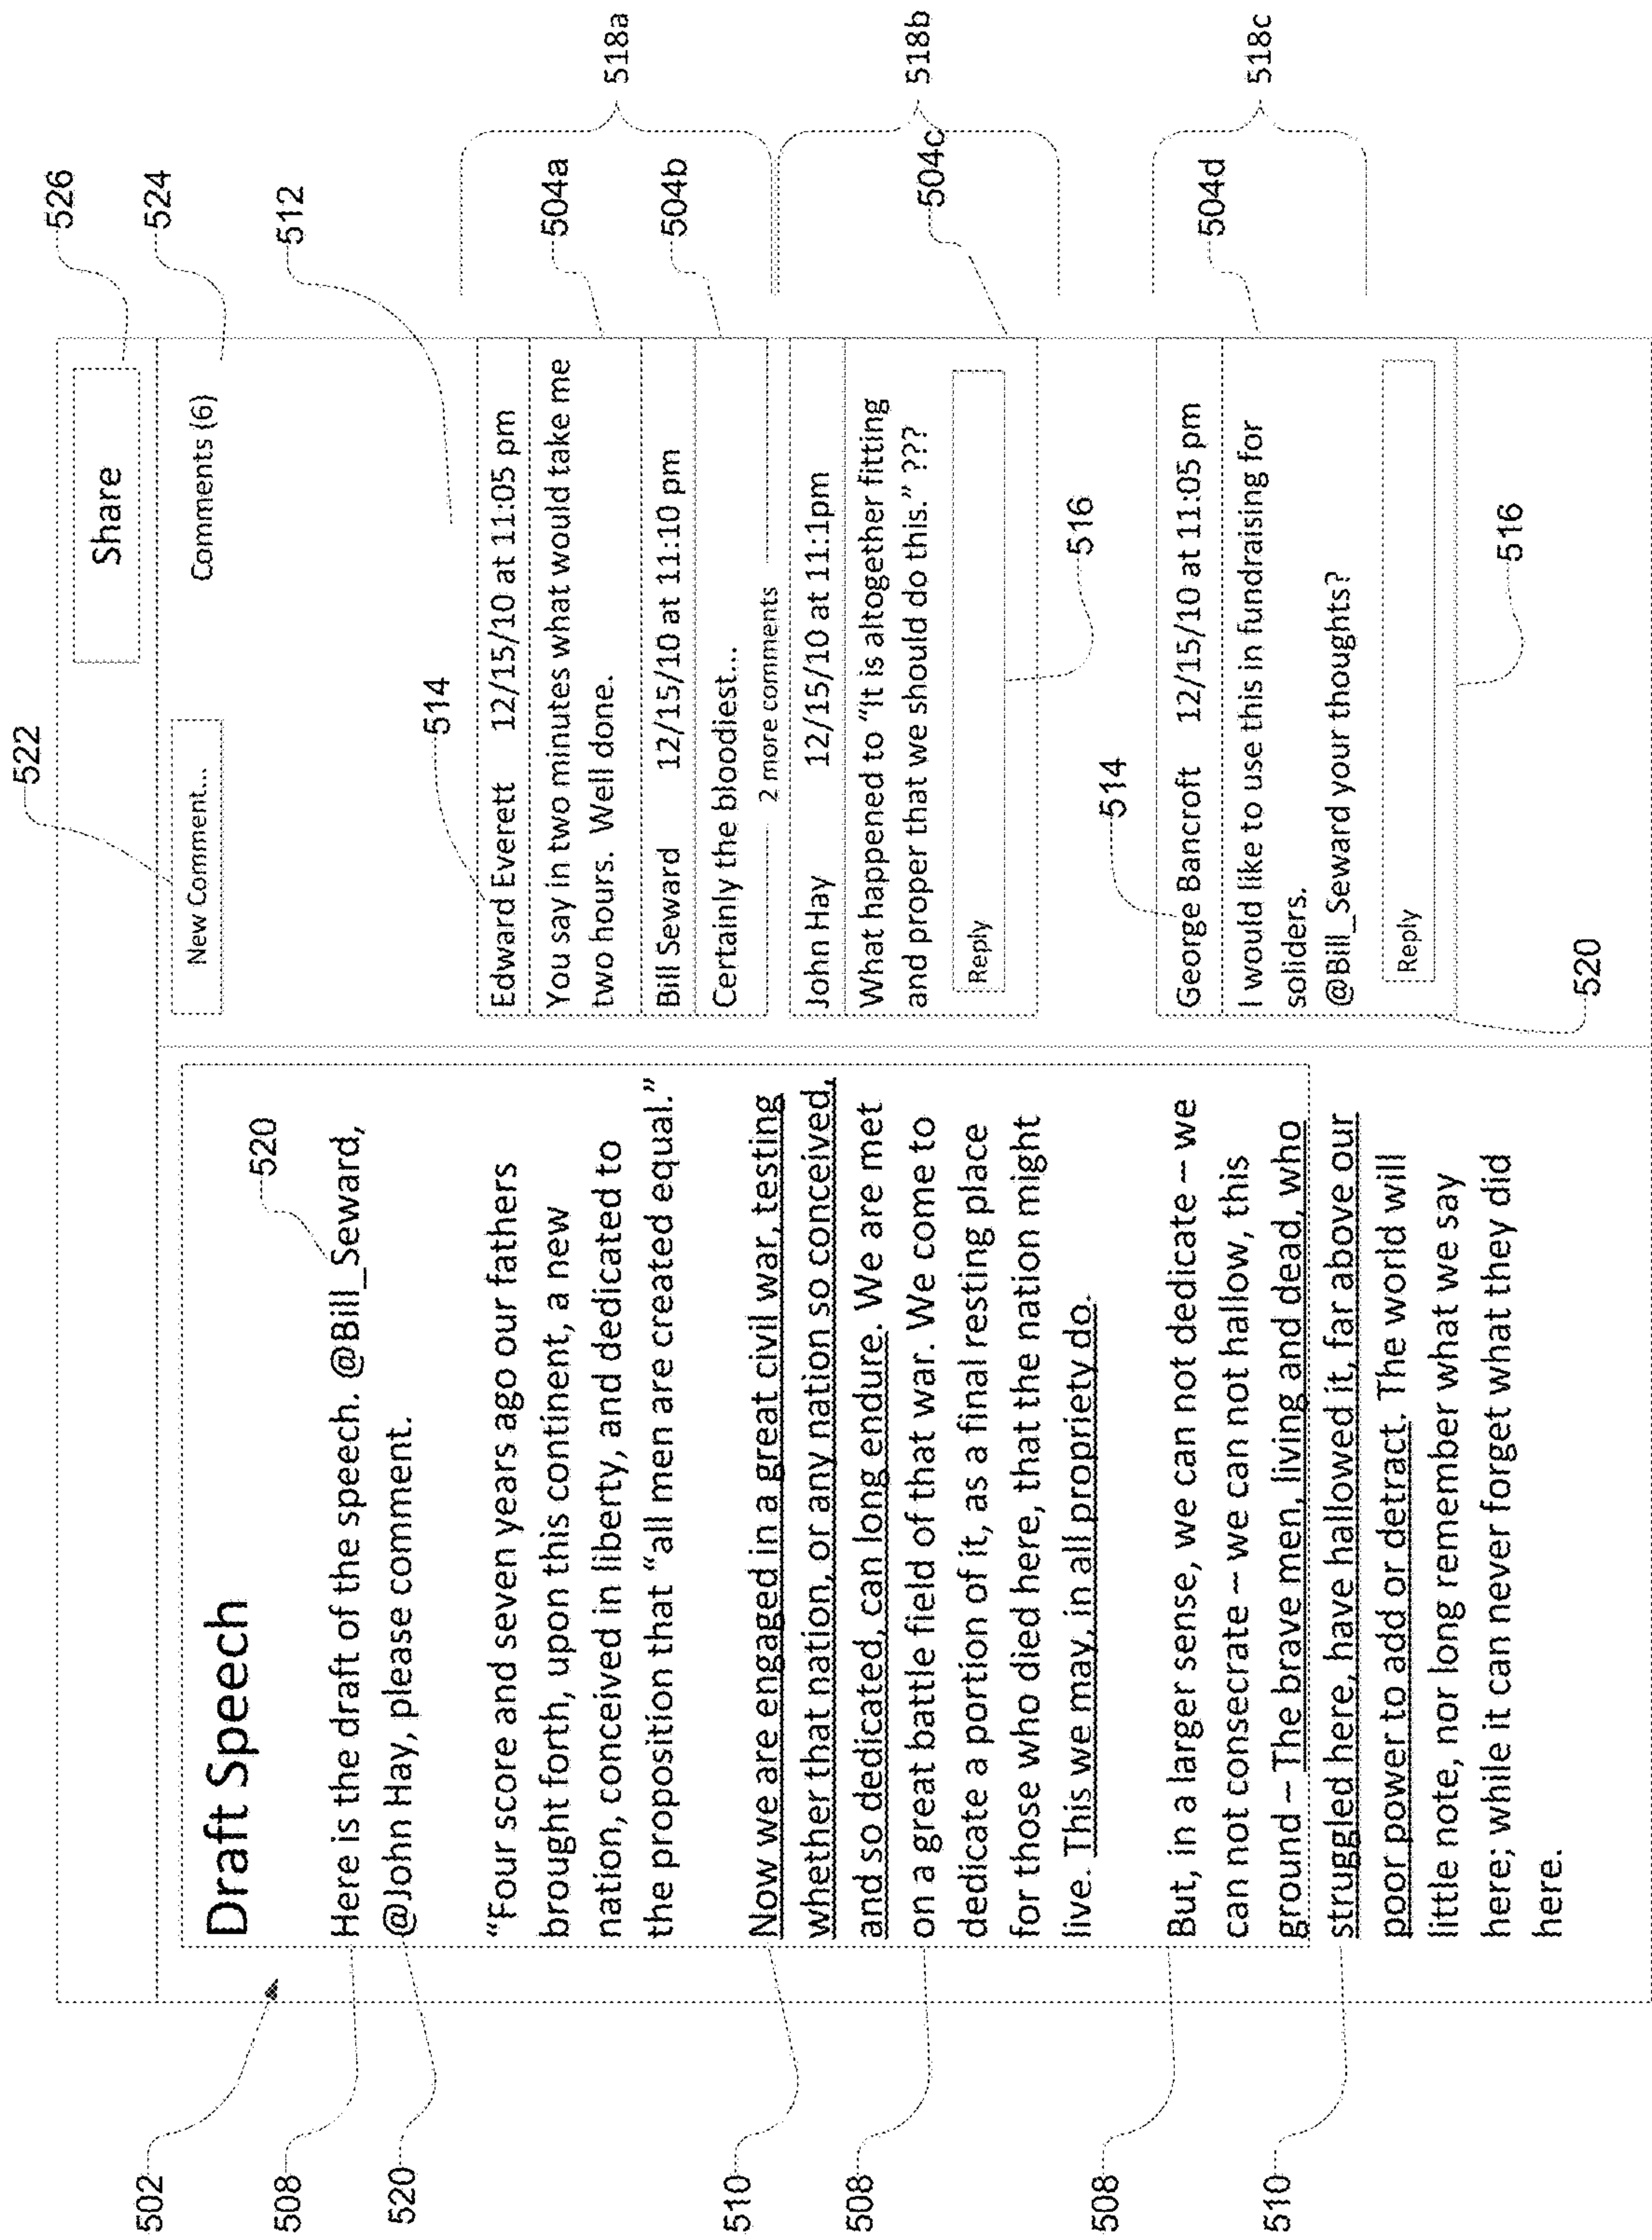 522
526
524
512
Share
New Comment...
Comments (6)
502
508
520
510
508
508
510
Draft Speech
520
Here is the draft of the speech. @Bill_Seward,
@John Hay, please comment.
“Four score and seven years ago our fathers
brought forth, upon this continent, a new
nation, conceived in liberty, and dedicated to
the proposition that “all men are created equal.”
Now we are engaged in a great civil war, testing
whether that nation, or any nation so conceived,
and so dedicated, can long endure. We are met
on a great battle field of that war. We come to
dedicate a portion of it, as a final resting place
for those who died here, that the nation might
live. This we may, in all propriety do.
But, in a larger sense, we can not dedicate – we
can not consecrate – we can not hallow, this
ground – The brave men, living and dead, who
struggled here, have hallowed it, far above our
poor power to add or detract. The world will
little note, nor long remember what we say
here; while it can never forget what they did
here.
514
Edward Everett 12/15/10 at 11:05 pm
You say in two minutes what would take me
two hours. Well done.
Bill Seward 12/15/10 at 11:10 pm
Certainly the bloodiest...
2 more comments
John Hay 12/15/10 at 11:1pm
What happened to “It is altogether fitting
and proper that we should do this.” ???
Reply
516
514
George Bancroft 12/15/10 at 11:05 pm
I would like to use this in fundraising for
soliders.
@Bill_Seward your thoughts?
Reply
516
520
504a
504b
518a
504c
518b
504d
518c